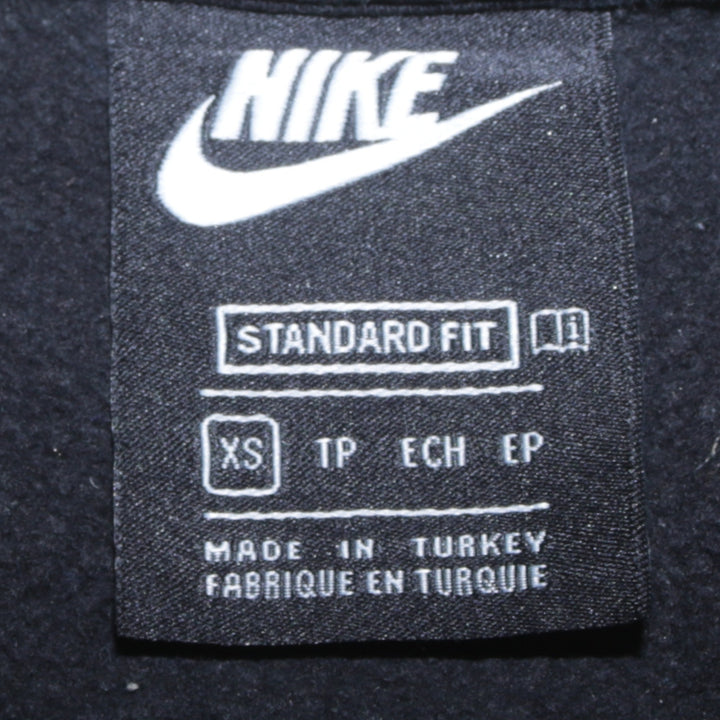 NIKE
STANDARD FIT i
XS TP ECH EP
MADE IN TURKEY
FABRIQUE EN TURQUIE